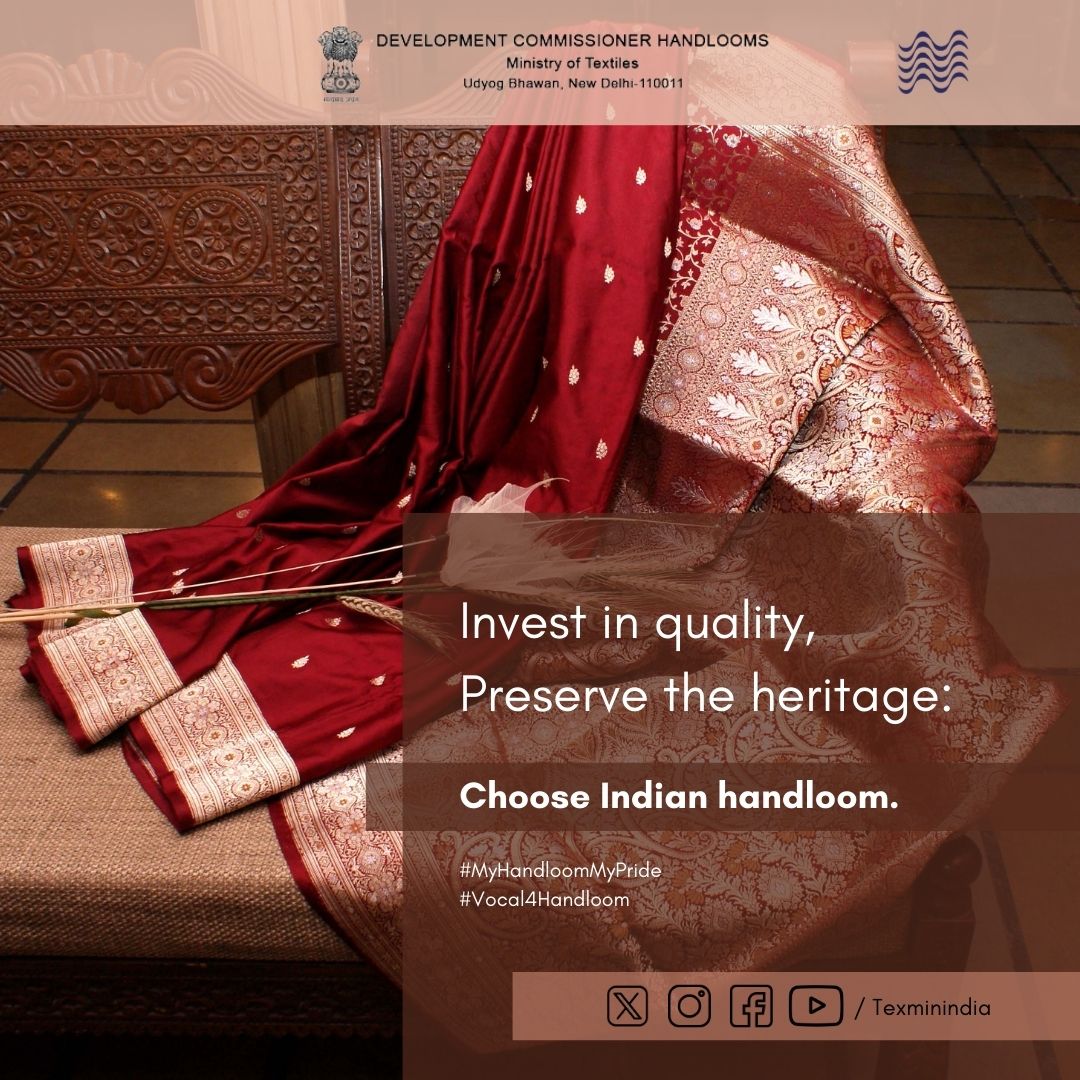 DEVELOPMENT COMMISSIONER HANDLOOMS
Ministry of Textiles
Udyog Bhawan, New Delhi-110011
Invest in quality,
Preserve the heritage:
Choose Indian handloom.
#MyHandloomMyPride
#Vocal4Handloom
/ Texminindia